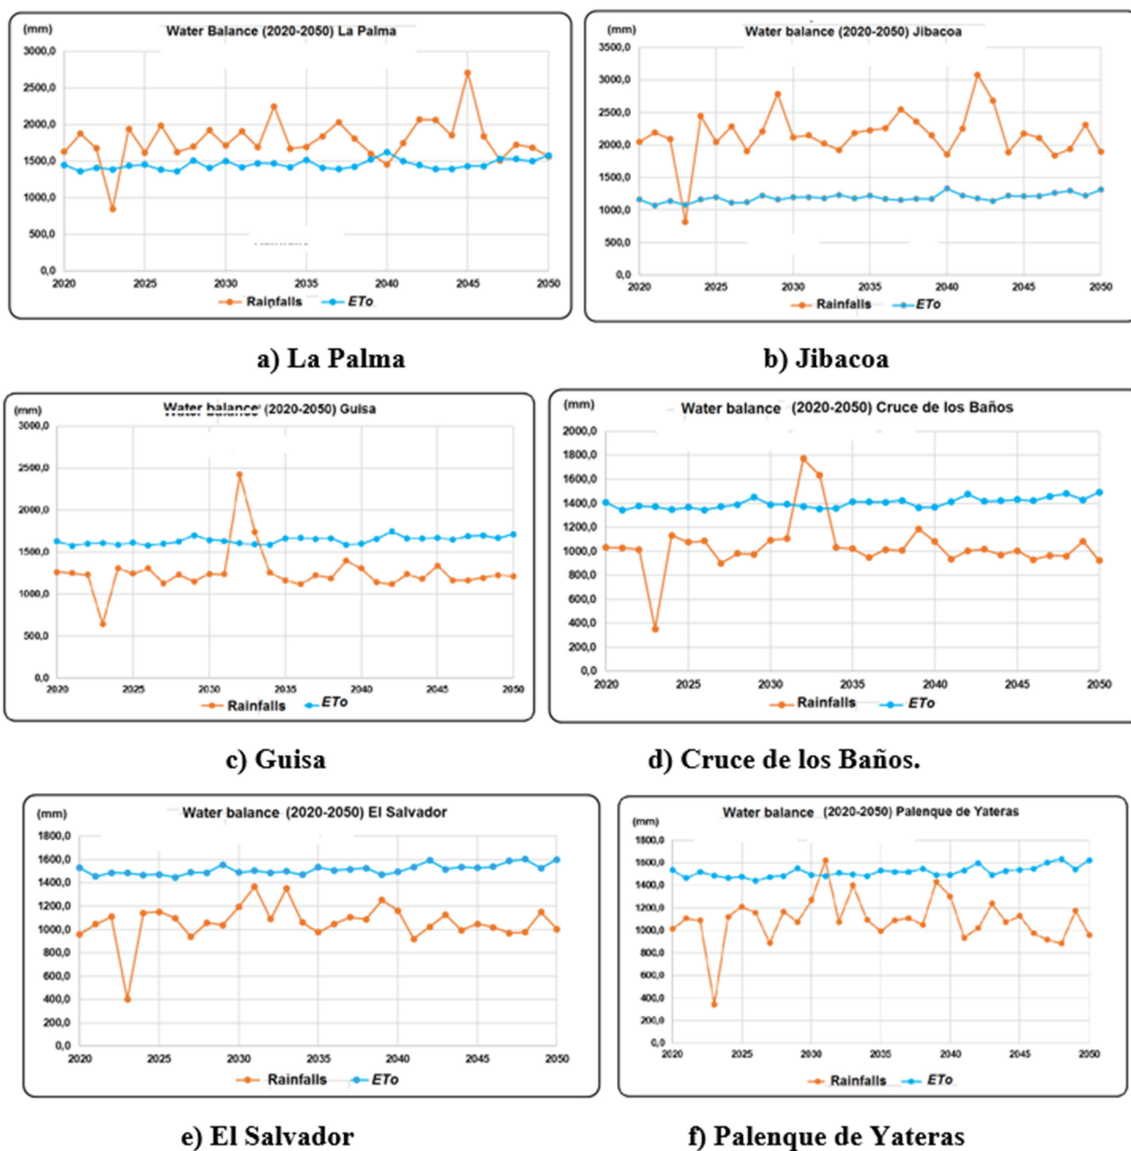 (mm)
Water Balance (2020-2050) La Palma
3000,0
2500,0
2000,0
1500,0
1000,0
500,0
0,0
2020 2025 2030 2035 2040 2045 2050
Rainfalls ETo
a) La Palma
(mm)
Water balance (2020-2050) Jibacoa
3500,0
3000,0
2500,0
2000,0
1500,0
1000,0
500,0
0,0
2020 2025 2030 2035 2040 2045 2050
Rainfalls ETo
b) Jibacoa
(mm)
Water balance (2020-2050) Guisa
3000,0
2500,0
2000,0
1500,0
1000,0
500,0
0,0
2020 2025 2030 2035 2040 2045 2050
Rainfalls ETo
c) Guisa
(mm)
Water balance (2020-2050) Cruce de los Baños
2000,0
1800,0
1600,0
1400,0
1200,0
1000,0
800,0
600,0
400,0
200,0
0,0
2020 2025 2030 2035 2040 2045 2050
Rainfalls ETo
d) Cruce de los Baños.
(mm)
Water balance (2020-2050) El Salvador
1800,0
1600,0
1400,0
1200,0
1000,0
800,0
600,0
400,0
200,0
0,0
2020 2025 2030 2035 2040 2045 2050
Rainfalls ETo
e) El Salvador
(mm)
Water balance (2020-2050) Palenque de Yateras
1800,0
1600,0
1400,0
1200,0
1000,0
800,0
600,0
400,0
200,0
0,0
2020 2025 2030 2035 2040 2045 2050
Rainfalls ETo
f) Palenque de Yateras